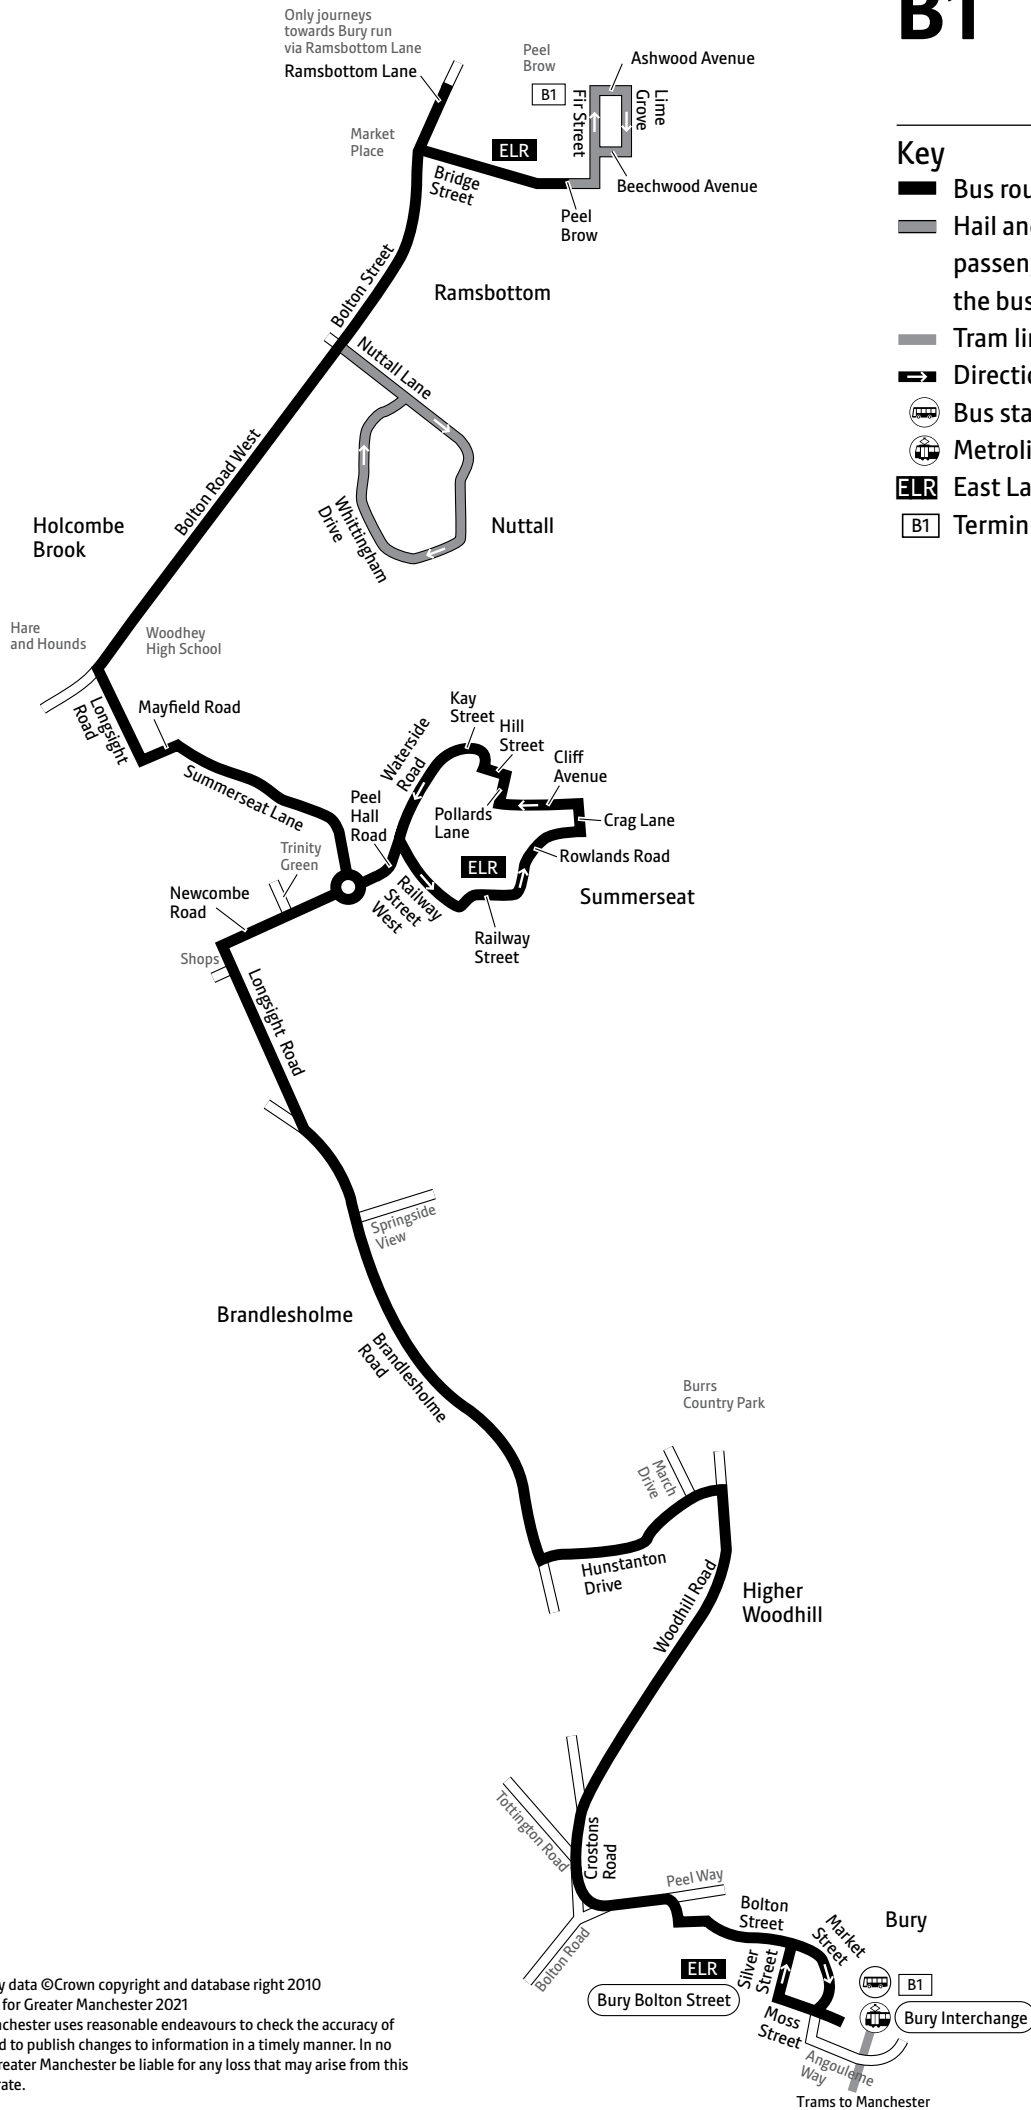 B1
Only journeys
towards Bury run
via Ramsbottom Lane
Ramsbottom Lane
Peel
Brow
Ashwood Avenue
B1
Fir Street
Lime
Grove
Market
Place
ELR
Bridge
Street
Beechwood Avenue
Peel
Brow
Key
Bus rou
Hail an
passen
the bus
Tram lin
Directio
Bus sta
Metroli
ELR East La
B1 Termin
Bolton Street
Ramsbottom
Nuttall Lane
Bolton Road West
Whittingham
Drive
Nuttall
Holcombe
Brook
Hare
and Hounds
Woodhey
High School
Longsight
Road
Mayfield Road
Summerseat Lane
Kay
Street
Hill
Street
Waterside
Road
Cliff
Avenue
Peel
Hall
Road
Pollards
Lane
Crag Lane
Trinity
Green
ELR
Rowlands Road
Newcombe
Road
Railway
Street
West
Summerseat
Railway
Street
Shops
Longsight Road
Springside
View
Brandlesholme
Brandlesholme
Road
Burrs
Country Park
March
Drive
Hunstanton
Drive
Woodhill Road
Higher
Woodhill
Tottington Road
Crostons
Road
Peel Way
Bolton
Street
Market
Street
Bury
Bolton Road
ELR
Silver
Street
B1
Bury Bolton Street
Moss
Street
Bury Interchange
Angouleme
Way
Trams to Manchester
y data ©Crown copyright and database right 2010
for Greater Manchester 2021
nchester uses reasonable endeavours to check the accuracy of
d to publish changes to information in a timely manner. In no
reater Manchester be liable for any loss that may arise from this
rate.